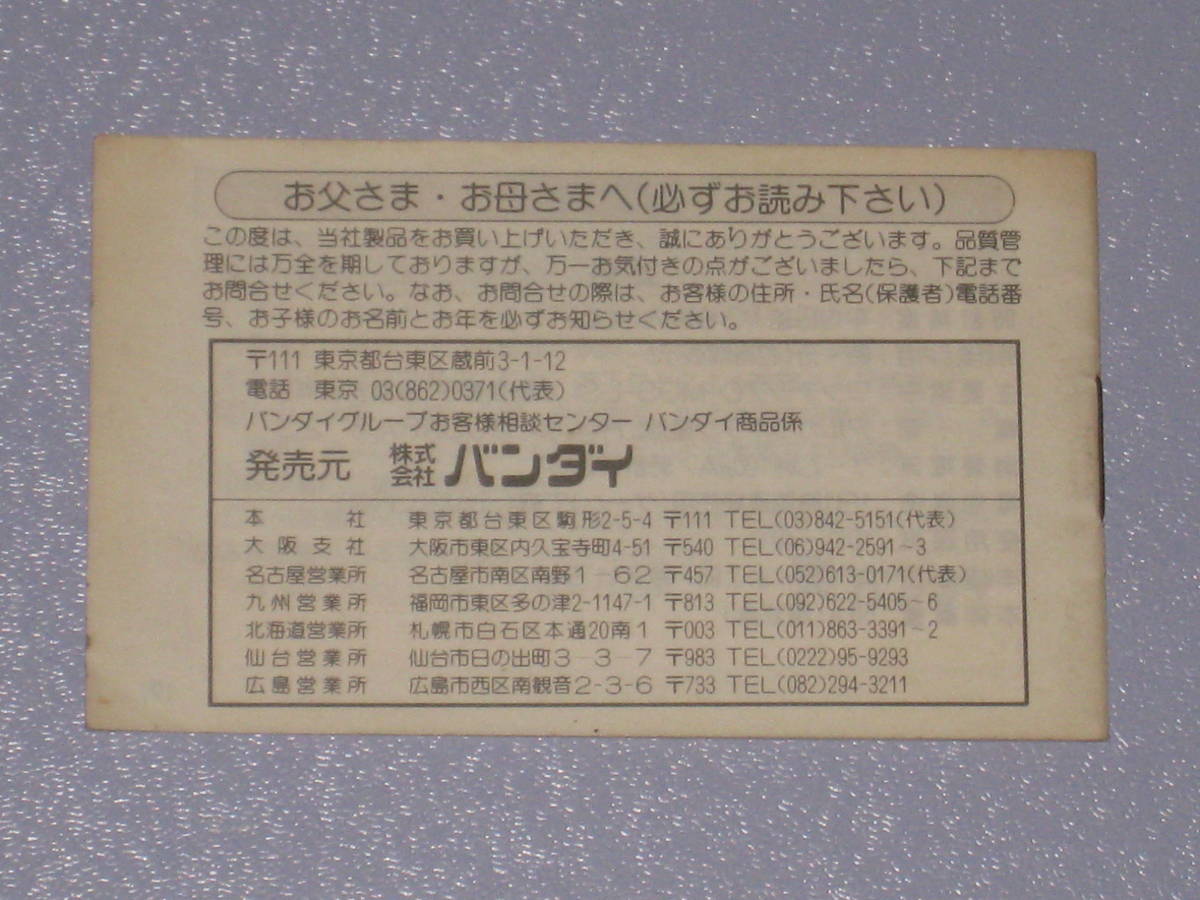 お父さま・お母さまへ(必ずお読み下さい)
この度は、当社製品をお買い上げいただき、誠にありがとうございます。品質管
理には万全を期しておりますが、万一お気付きの点がございましたら、下記まで
お問合せください。なお、お問合せの際は、お客様の住所・氏名(保護者)電話番
号、お子様のお名前とお年を必ずお知らせください。
〒111 東京都台東区蔵前3-1-12
電話 東京 03(862)0371(代表)
バンダイグループお客様相談センター バンダイ商品係
発売元 株式会社 バンダイ
本社 東京都台東区駒形2-5-4 〒111 TEL(03)842-5151(代表)
大阪支社 大阪市東区内久宝寺町4-51 〒540 TEL(06)942-2591~3
名古屋営業所 名古屋市南区南野1-62 〒457 TEL(052)613-0171(代表)
九州営業所 福岡市東区多の津2-1147-1 〒813 TEL(092)622-5405~6
北海道営業所 札幌市白石区本通20南1 〒003 TEL(011)863-3391~2
仙台営業所 仙台市日の出町3-3-7 〒983 TEL(0222)95-9293
広島営業所 広島市西区南観音2-3-6 〒733 TEL(082)294-3211